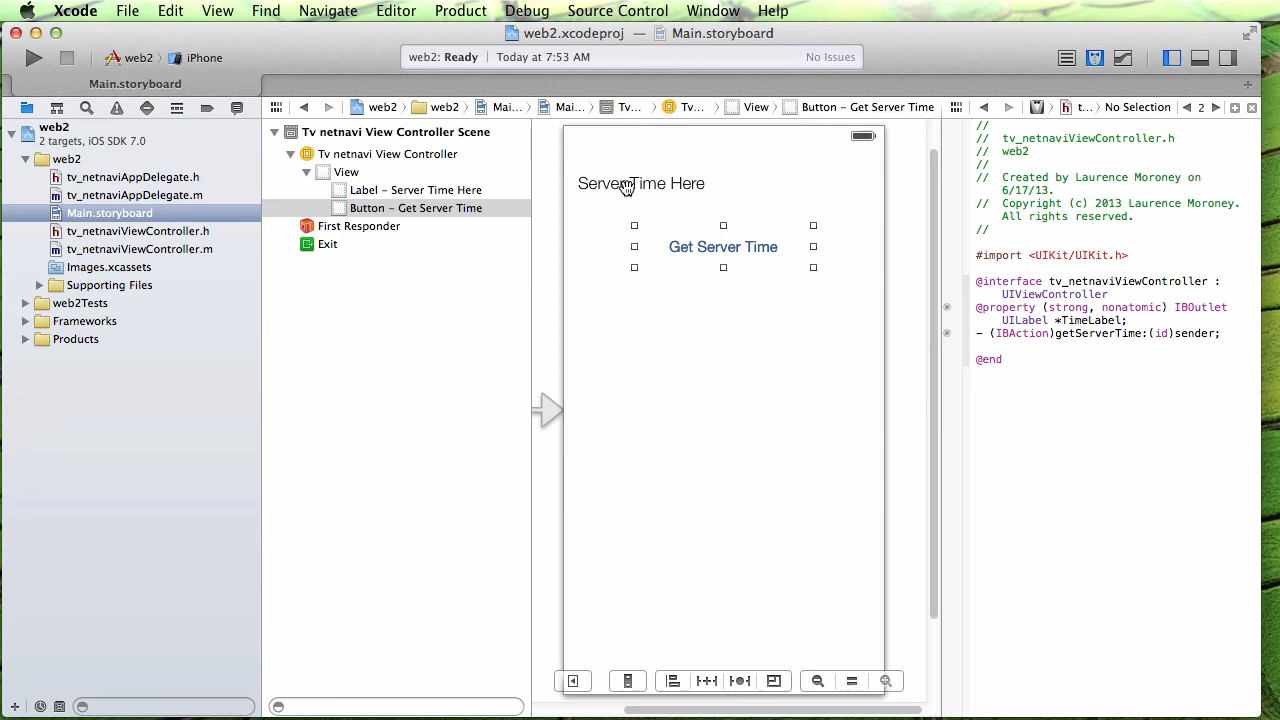 Xcode File Edit View Find Navigate Editor Product Debug Source Control Window Help
web2.xcodeproj — Main.storyboard
web2 iPhone
web2: Ready Today at 7:53 AM No Issues
Main.storyboard
web2 web2 Mai... Mai... Tv... Tv... View Button – Get Server Time
t... No Selection 2
web2
2 targets, iOS SDK 7.0
web2
tv_netnaviAppDelegate.h
tv_netnaviAppDelegate.m
Main.storyboard
tv_netnaviViewController.h
tv_netnaviViewController.m
Images.xcassets
Supporting Files
web2Tests
Frameworks
Products
Tv netnavi View Controller Scene
Tv netnavi View Controller
View
Label – Server Time Here
Button – Get Server Time
First Responder
Exit
Server Time Here
Get Server Time
//
// tv_netnaviViewController.h
// web2
//
// Created by Laurence Moroney on
6/17/13.
// Copyright (c) 2013 Laurence Moroney.
All rights reserved.
//
#import <UIKit/UIKit.h>
@interface tv_netnaviViewController :
UIViewController
@property (strong, nonatomic) IBOutlet
UILabel *TimeLabel;
- (IBAction)getServerTime:(id)sender;
@end